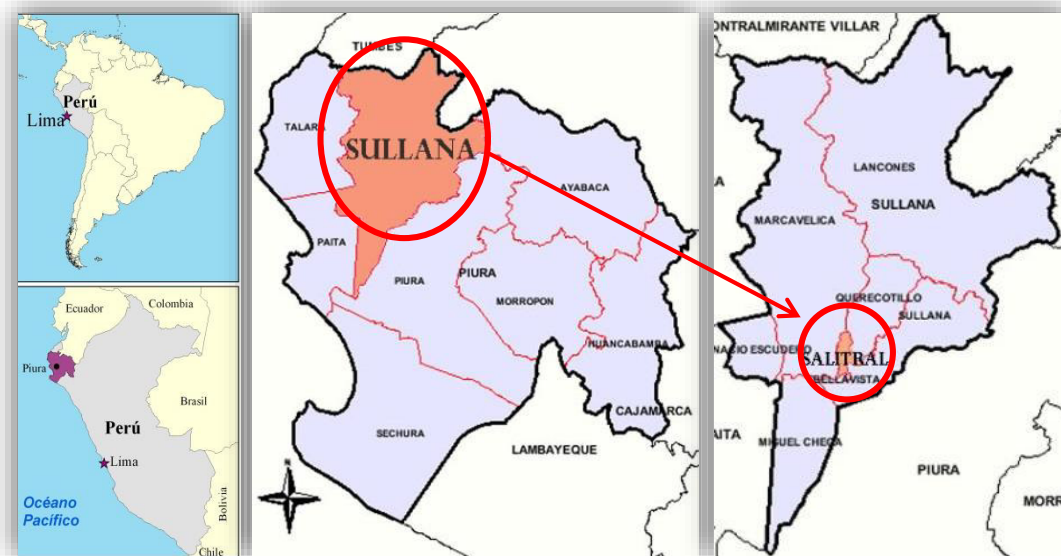 Perú
Lima
Ecuador
Colombia
Piura
Brasil
Perú
Lima
Océano
Pacífico
Bolivia
Chile
TUMBES
TALARA
SULLANA
AYABACA
PAITA
PIURA
PIURA
MORROPON
HUANCABAMBA
CAJAMARCA
SECHURA
LAMBAYEQUE
N
ONTRALMIRANTE VILLAR
A
LANCONES
SULLANA
MARCAVELICA
QUERECOTILLO
SULLANA
NACIO ESCUDERO
SALITRAL
BELLAVISTA
AITA
MIGUEL CHECA
PIURA
MORR